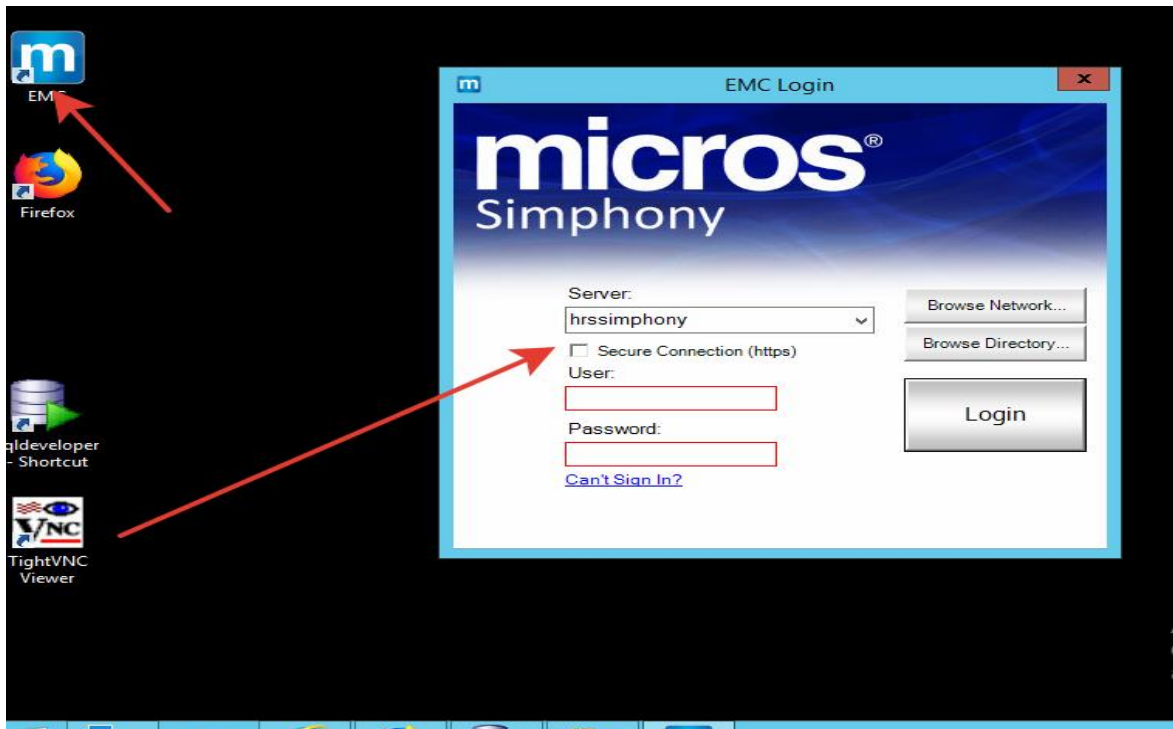 EMC
Firefox
qldeveloper
- Shortcut
VNC
TightVNC
Viewer
m
EMC Login
x
micros®
Simphony
Server:
hrssimphony
Browse Network...
Secure Connection (https)
Browse Directory...
User:
Login
Password:
Can't Sign In?